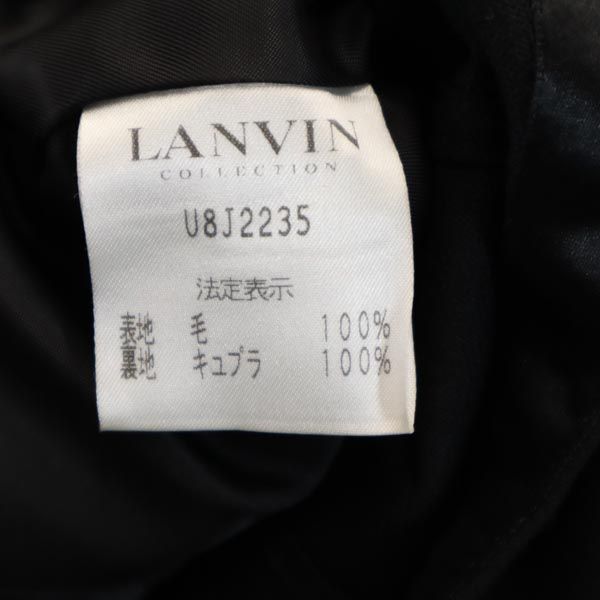 LANVIN
COLLECTION
U8J2235
法定表示
表地 毛 100%
裏地 キュプラ 100%